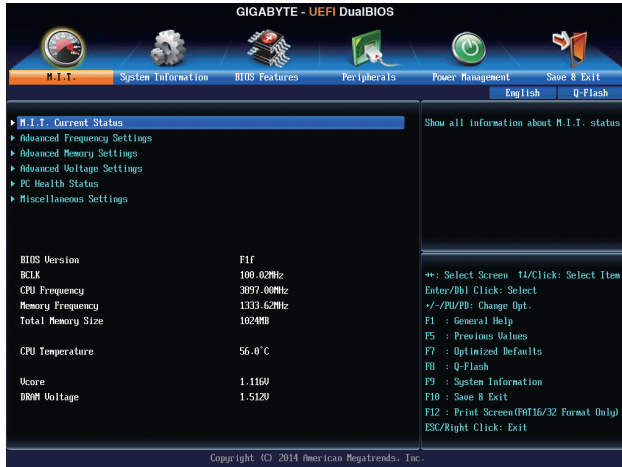 GIGABYTE - UEFI DualBIOS
M.I.T. System Information BIOS Features Peripherals Power Management Save & Exit
English Q-Flash
M.I.T. Current Status
Advanced Frequency Settings
Advanced Memory Settings
Advanced Voltage Settings
PC Health Status
Miscellaneous Settings
Show all information about M.I.T. status
BIOS Version F1f
BCLK 100.02MHz
CPU Frequency 3897.00MHz
Memory Frequency 1333.62MHz
Total Memory Size 1024MB
CPU Temperature 56.0°C
Vcore 1.116V
DRAM Voltage 1.512V
↔: Select Screen ↑↓/Click: Select Item
Enter/Dbl Click: Select
+/-/PU/PD: Change Opt.
F1 : General Help
F5 : Previous Values
F7 : Optimized Defaults
F8 : Q-Flash
F9 : System Information
F10 : Save & Exit
F12 : Print Screen(FAT16/32 Format Only)
ESC/Right Click: Exit
Copyright (C) 2014 American Megatrends, Inc.